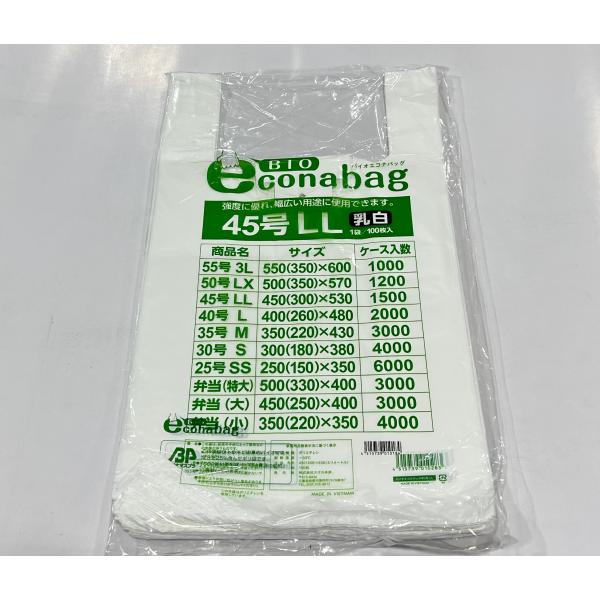 BIO
バイオエコナバッグ
econabag
強度に優れ、幅広い用途に使用できます。
45号 LL 乳白
1袋/100枚入
商品名 サイズ ケース入数
55号 3L 550(350)×600 1000
50号 LX 500(350)×570 1200
45号 LL 450(300)×530 1500
40号 L 400(260)×480 2000
35号 M 350(220)×430 3000
30号 S 300(180)×380 4000
25号 SS 250(150)×350 6000
弁当(特大) 500(330)×400 3000
弁当(大) 450(250)×400 3000
弁当(小) 350(220)×350 4000
BIO
econabag
BP
MADE IN VIETNAM
MADE IN VIETNAM